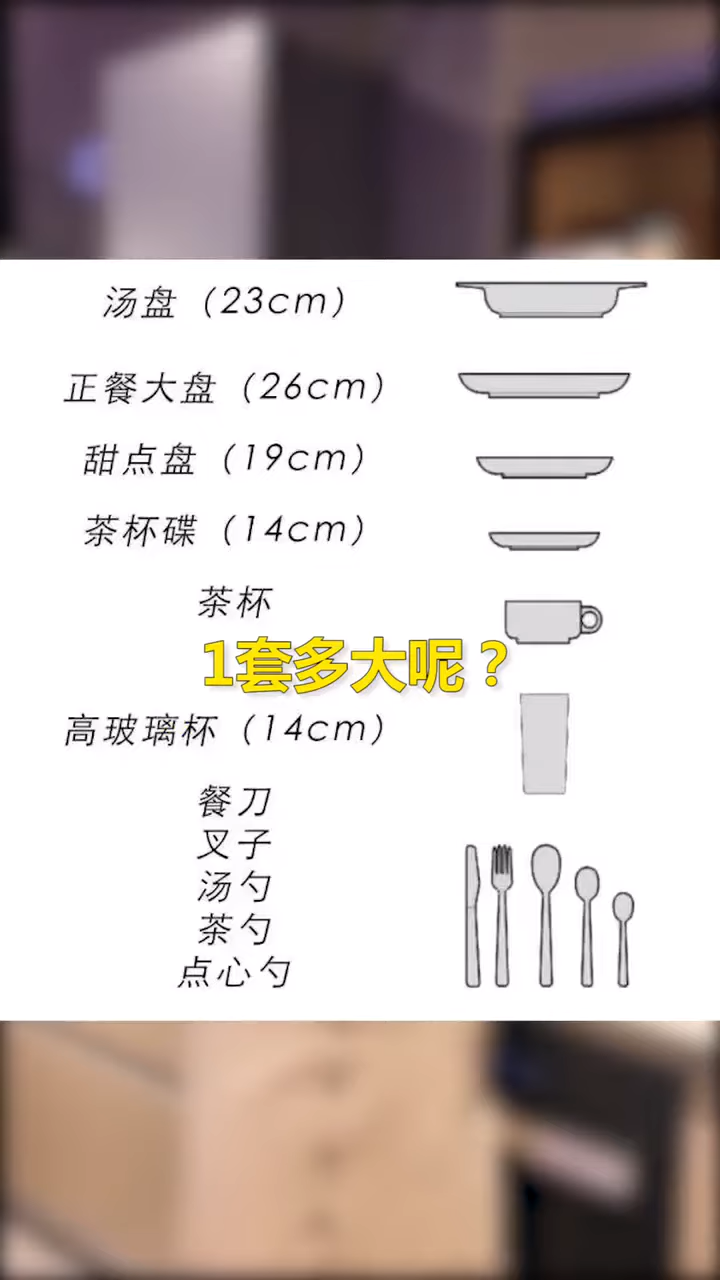 汤盘（23cm）
正餐大盘（26cm）
甜点盘（19cm）
茶杯碟（14cm）
茶杯
1套多大呢？
高玻璃杯（14cm）
餐刀
叉子
汤勺
茶勺
点心勺